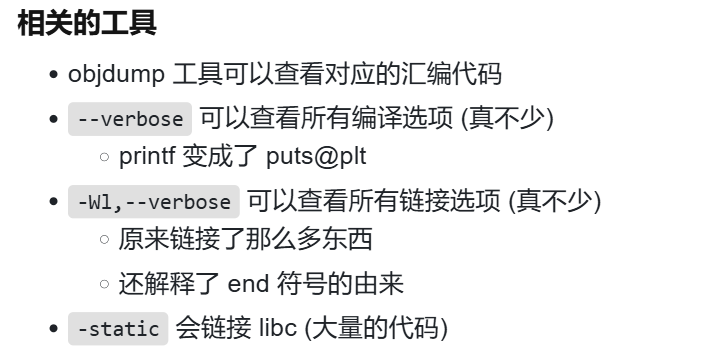 相关的工具
objdump 工具可以查看对应的汇编代码
--verbose 可以查看所有编译选项 (真不少)
printf 变成了 puts@plt
-Wl,--verbose 可以查看所有链接选项 (真不少)
原来链接了那么多东西
还解释了 end 符号的由来
-static 会链接 libc (大量的代码)